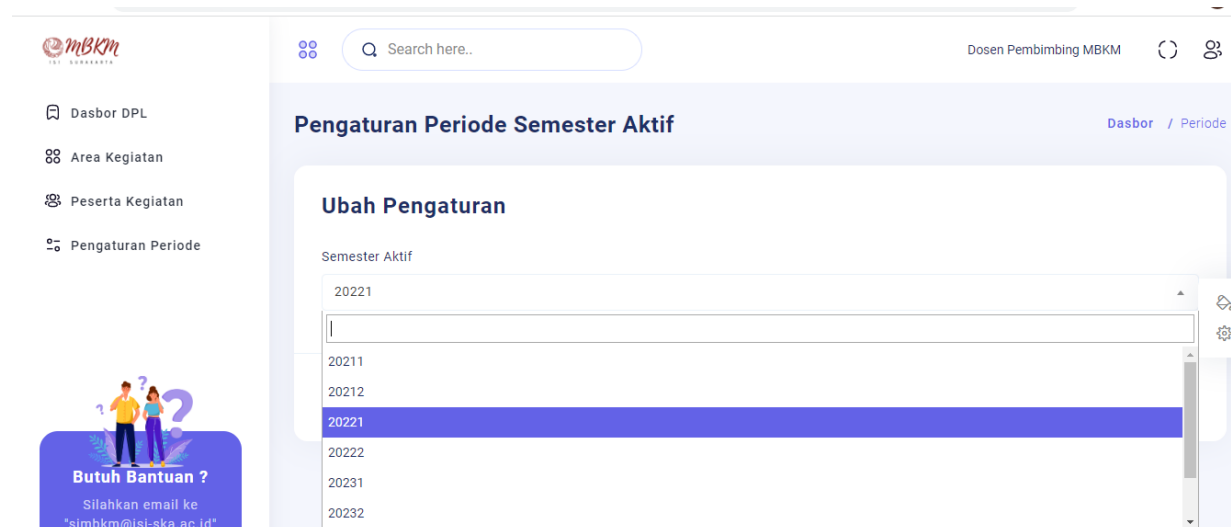 MBKM
ISI SURAKARTA
Search here..
Dosen Pembimbing MBKM
Dasbor DPL
Area Kegiatan
Peserta Kegiatan
Pengaturan Periode
Pengaturan Periode Semester Aktif
Dasbor / Periode
Ubah Pengaturan
Semester Aktif
20221
20211
20212
20221
20222
20231
20232
Butuh Bantuan ?
Silahkan email ke
"simbkm@isi-ska.ac.id"